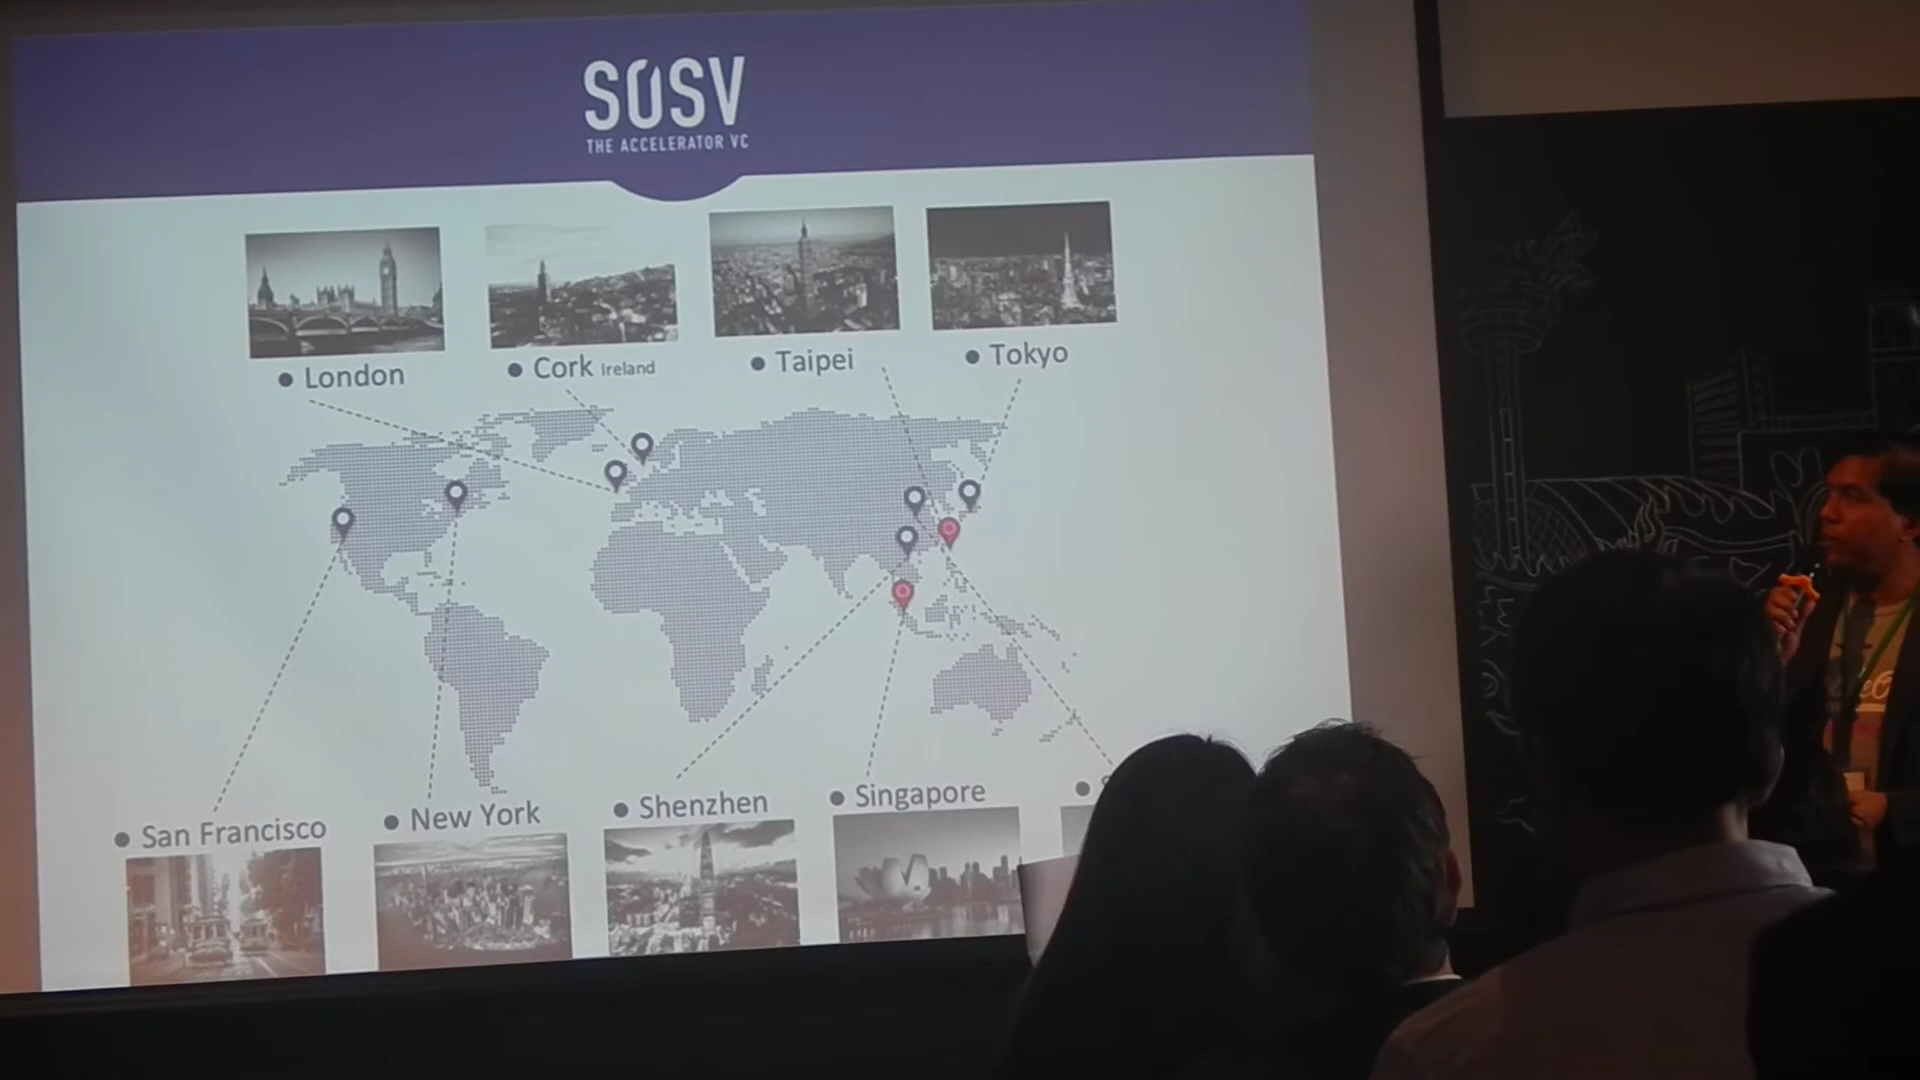 SOSV
THE ACCELERATOR VC
● London
● Cork Ireland
● Taipei
● Tokyo
● San Francisco
● New York
● Shenzhen
● Singapore